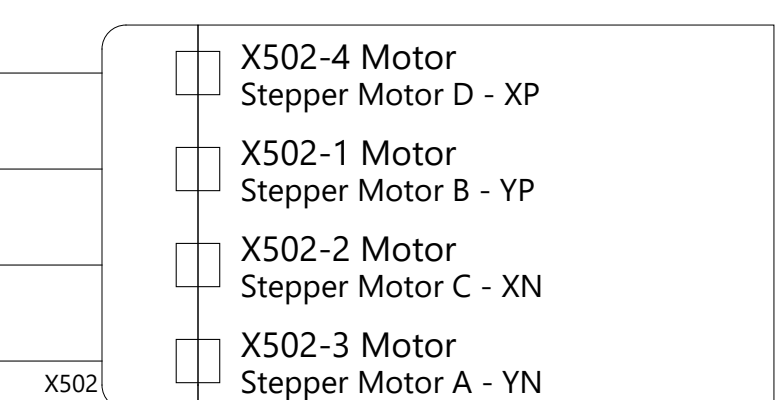 X502-4 Motor
Stepper Motor D - XP
X502-1 Motor
Stepper Motor B - YP
X502-2 Motor
Stepper Motor C - XN
X502-3 Motor
Stepper Motor A - YN
X502